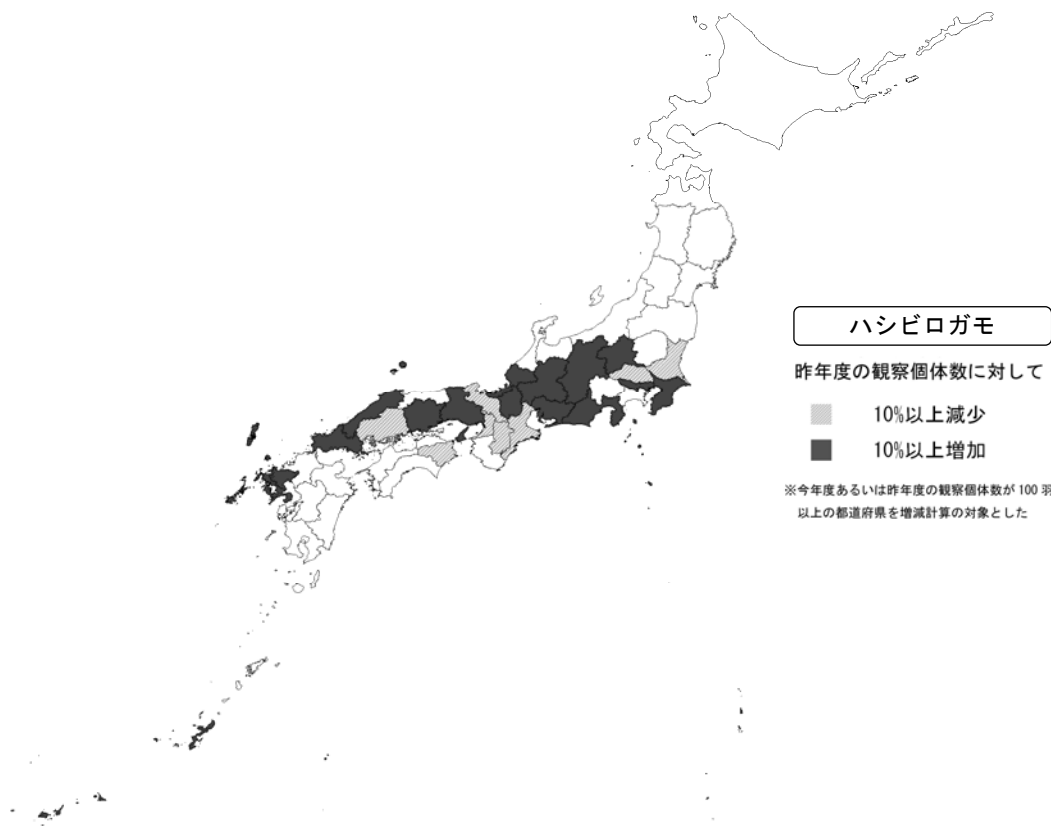 ハシビロガモ
昨年度の観察個体数に対して
10%以上減少
10%以上増加
※今年度あるいは昨年度の観察個体数が 100 羽
以上の都道府県を増減計算の対象とした